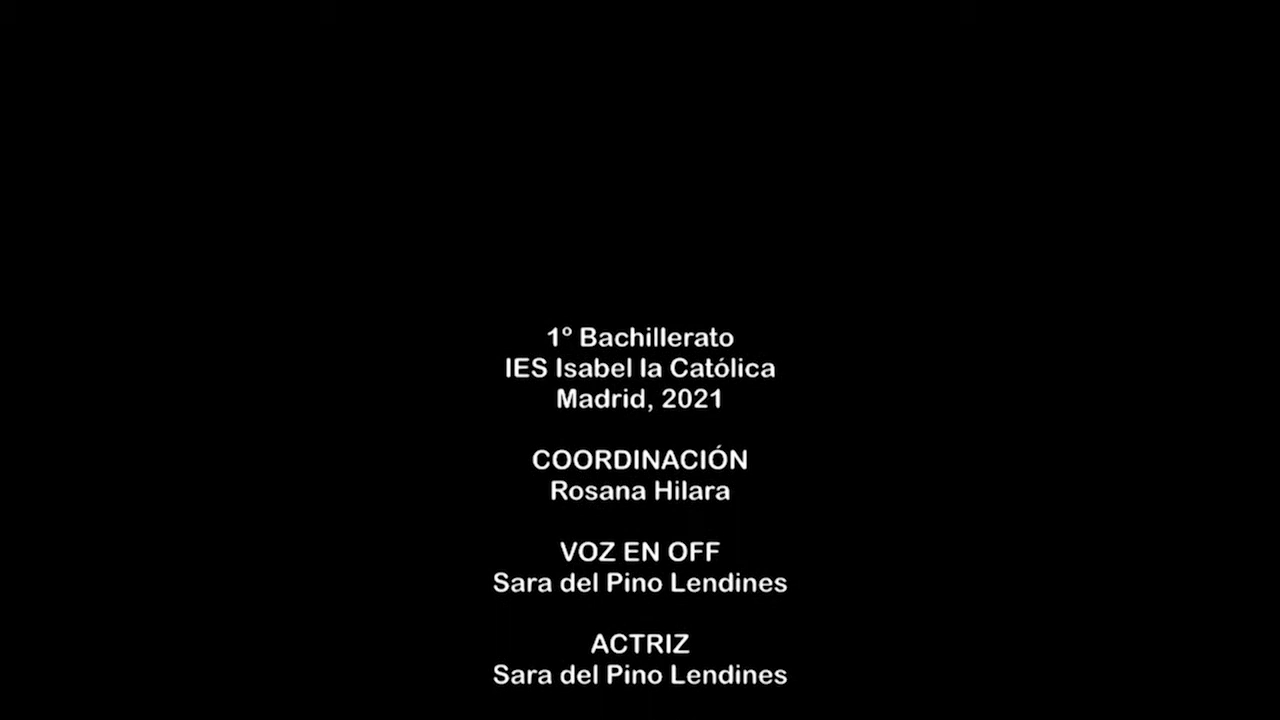 1º Bachillerato
IES Isabel la Católica
Madrid, 2021
COORDINACIÓN
Rosana Hilara
VOZ EN OFF
Sara del Pino Lendines
ACTRIZ
Sara del Pino Lendines